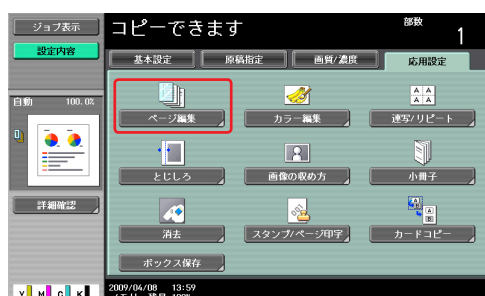 ジョブ表示
コピーできます
部数
1
設定内容
基本設定
原稿指定
画質/濃度
応用設定
自動 100.0%
ページ編集
カラー編集
連写/リピート
とじしろ
画像の収め方
小冊子
詳細確認
消去
スタンプ/ページ印字
カードコピー
ボックス保存
Y M C K
2009/04/08 13:59